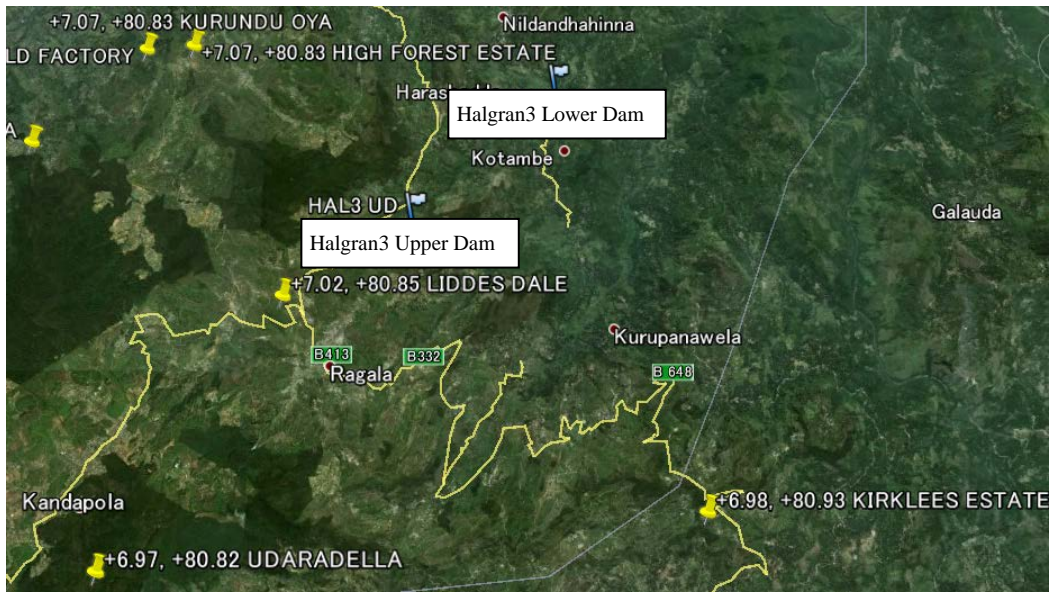 +7.07, +80.83 KURUNDU OYA
Nildandhahinna
LD FACTORY
+7.07, +80.83 HIGH FOREST ESTATE
Halgran3 Lower Dam
A
Kotambe
HAL3 UD
Galauda
Halgran3 Upper Dam
+7.02, +80.85 LIDDES DALE
Kurupanawela
B413
B332
Ragala
B 648
Kandapola
+6.98, +80.93 KIRKLEES ESTATE
+6.97, +80.82 UDARADELLA